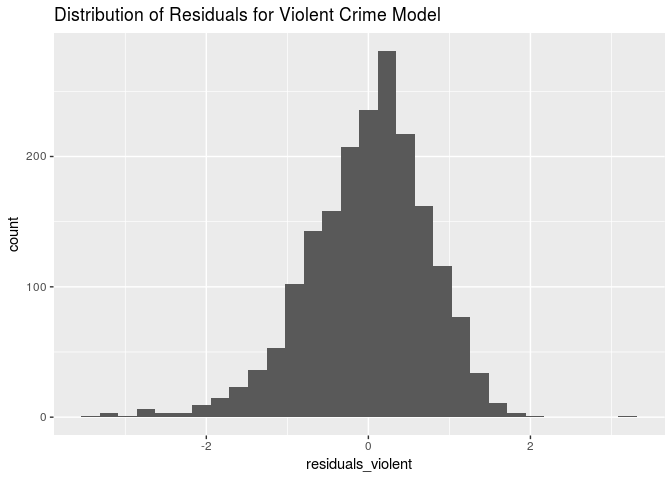 Distribution of Residuals for Violent Crime Model
count
200
100
0
-2
0
2
residuals_violent